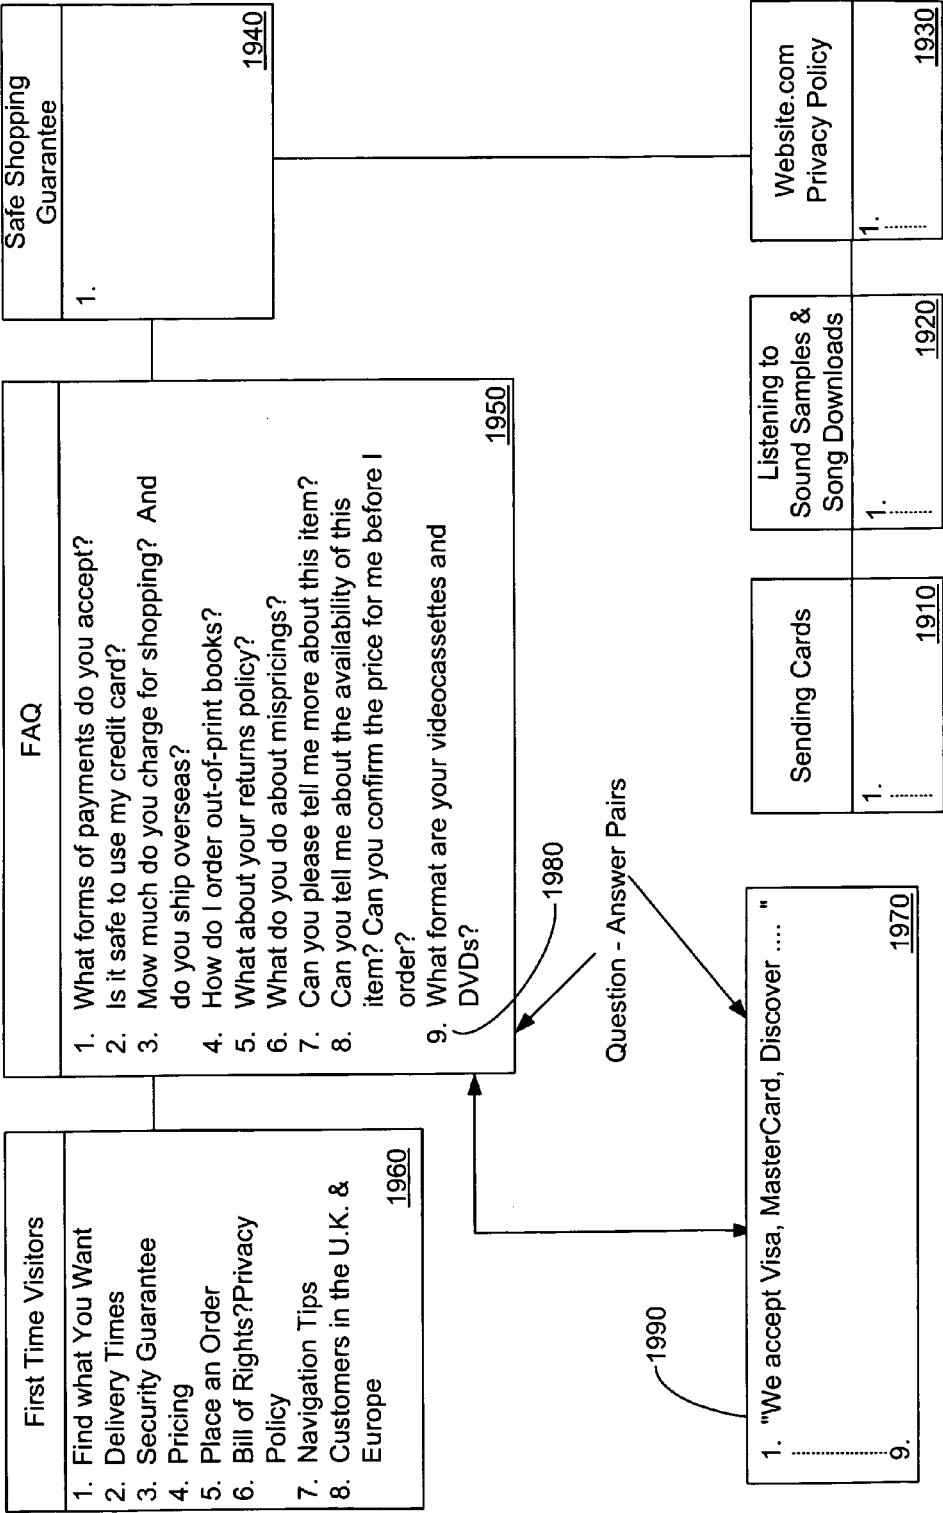 First Time Visitors
1. Find what You Want
2. Delivery Times
3. Security Guarantee
4. Pricing
5. Place an Order
6. Bill of Rights?Privacy
Policy
7. Navigation Tips
8. Customers in the U.K. &
Europe
1960
FAQ
1. What forms of payments do you accept?
2. Is it safe to use my credit card?
3. Mow much do you charge for shopping? And
do you ship overseas?
4. How do I order out-of-print books?
5. What about your returns policy?
6. What do you do about mispricings?
7. Can you please tell me more about this item?
8. Can you tell me about the availability of this
item? Can you confirm the price for me before I
order?
9. What format are your videocassettes and
DVDs?
1950
Safe Shopping
Guarantee
1.
1940
1980
Question - Answer Pairs
1990
1. "We accept Visa, MasterCard, Discover .... "
9.
1970
Sending Cards
1.
1910
Listening to
Sound Samples &
Song Downloads
1.
1920
Website.com
Privacy Policy
1.
1930